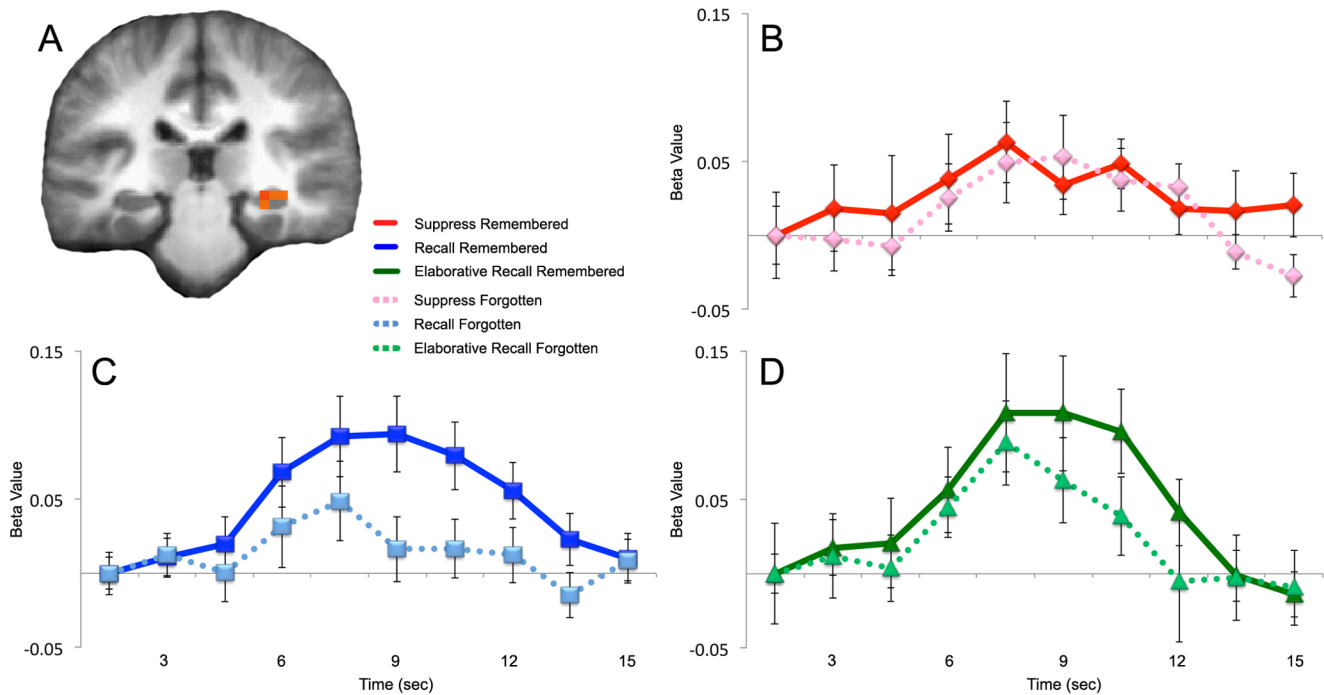 A
B
0.15
Beta Value
0.05
-0.05
Suppress Remembered
Recall Remembered
Elaborative Recall Remembered
Suppress Forgotten
Recall Forgotten
Elaborative Recall Forgotten
C
0.15
Beta Value
0.05
-0.05
3 6 9 12 15
Time (sec)
D
0.15
Beta Value
0.05
-0.05
3 6 9 12 15
Time (sec)